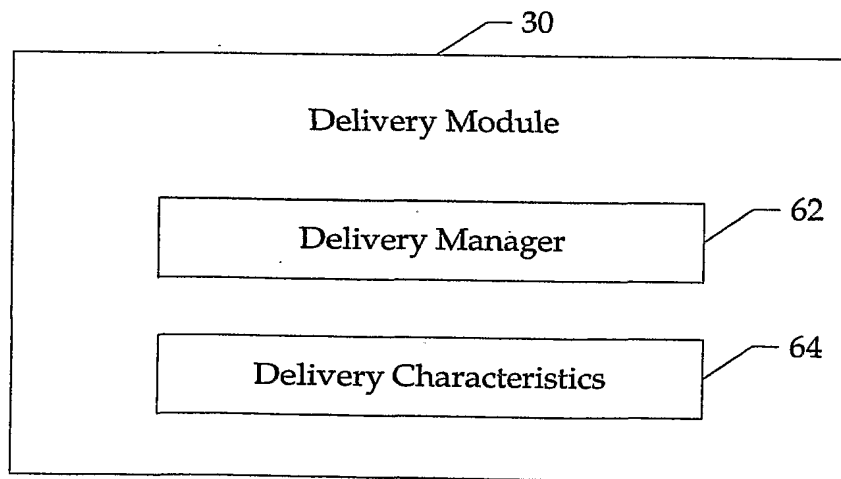 30
Delivery Module
62
Delivery Manager
64
Delivery Characteristics